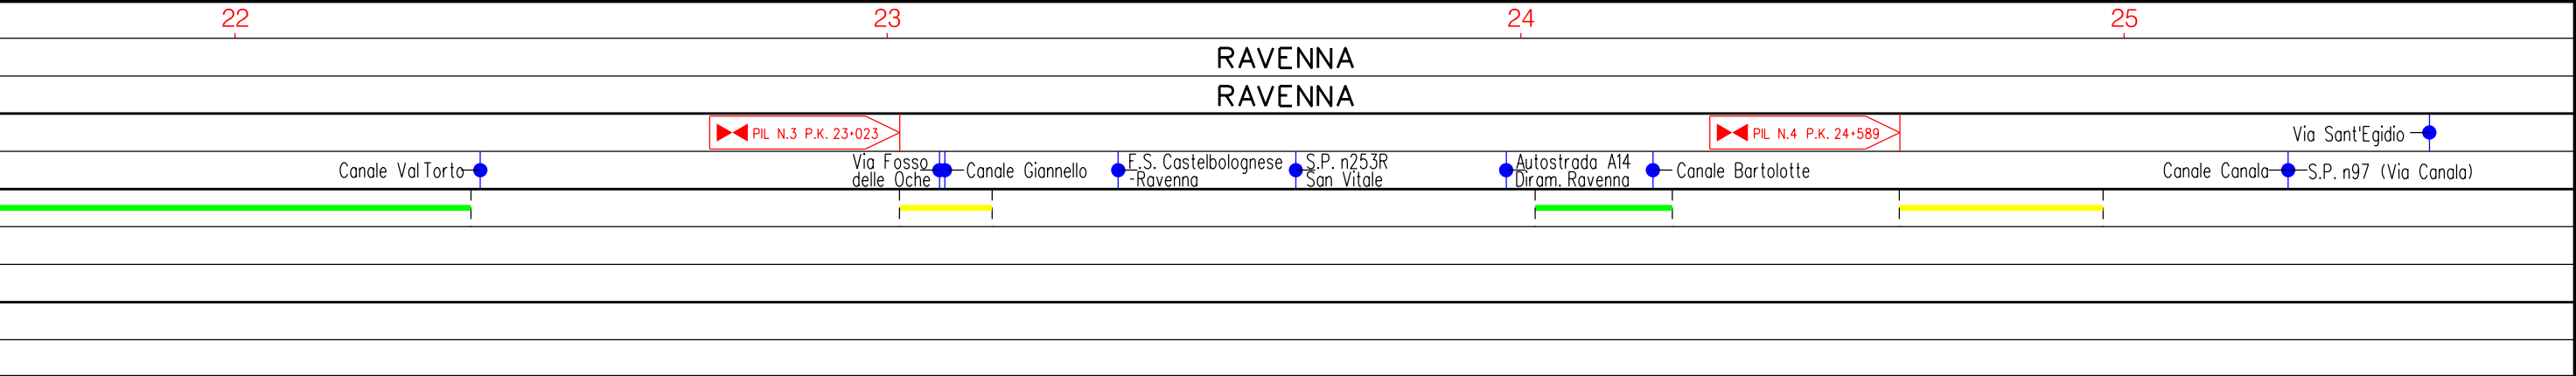 22 23 24 25
RAVENNA
RAVENNA
PIL N.3 P.K. 23+023 PIL N.4 P.K. 24+589 Via Sant'Egidio
Canale ValTorto
Via Fosso
delle Oche
Canale Giannello
F.S. Castelbolognese
-Ravenna
S.P. n253R
San Vitale
Autostrada A14
Diram. Ravenna
Canale Bartolotte
Canale Canala
S.P. n97 (Via Canala)